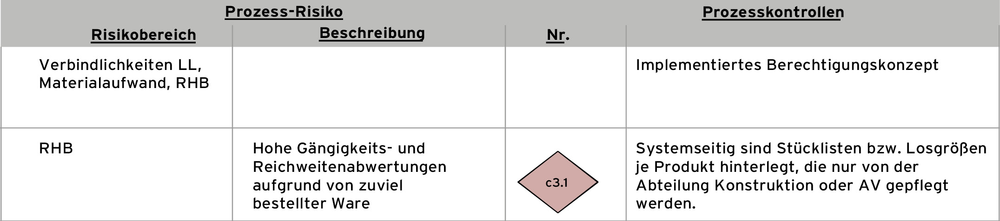 Prozess-Risiko
Prozesskontrollen
Risikobereich
Beschreibung
Nr.
Verbindlichkeiten LL,
Materialaufwand, RHB
Implementiertes Berechtigungskonzept
RHB
Hohe Gängigkeits- und
Reichweitenabwertungen
aufgrund von zuviel
bestellter Ware
c3.1
Systemseitig sind Stücklisten bzw. Losgrößen
je Produkt hinterlegt, die nur von der
Abteilung Konstruktion oder AV gepflegt
werden.